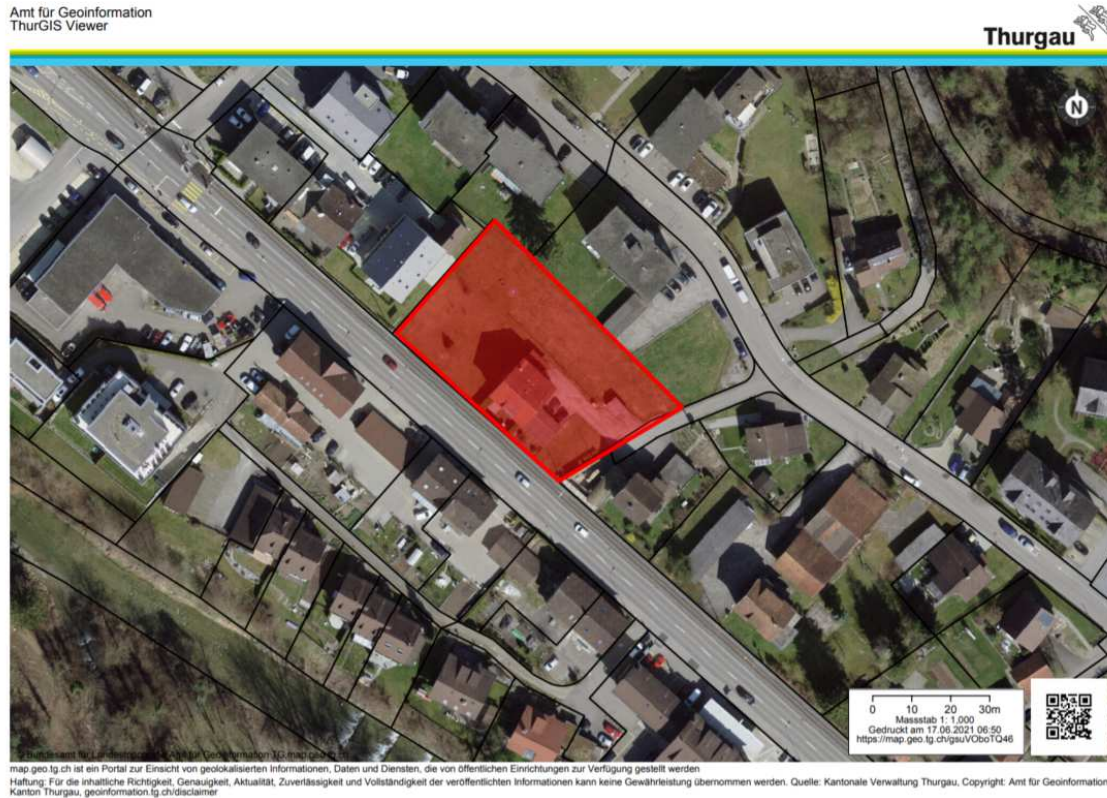 Amt für Geoinformation
ThurGIS Viewer
Thurgau
N
0 10 20 30m
Massstab 1: 1,000
Gedruckt am 17.06.2021 06:50
https://map.geo.tg.ch/gsuVOboTQ46
map.geo.tg.ch ist ein Portal zur Einsicht von geolokalisierten Informationen, Daten und Diensten, die von öffentlichen Einrichtungen zur Verfügung gestellt werden
Haftung: Für die inhaltliche Richtigkeit, Genauigkeit, Aktualität, Zuverlässigkeit und Vollständigkeit der veröffentlichten Informationen kann keine Gewährleistung übernommen werden. Quelle: Kantonale Verwaltung Thurgau, Copyright: Amt für Geoinformation
Kanton Thurgau, geoinformation.tg.ch/disclaimer